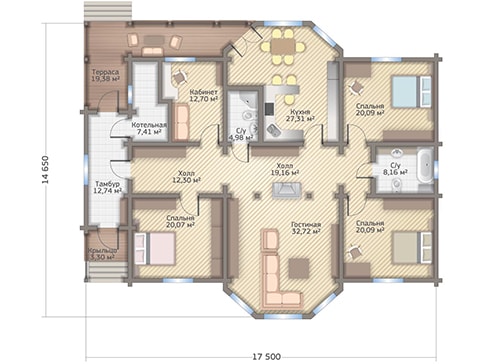 Терраса
19,38 м²
Кабинет
12,70 м²
Котельная
7,41 м²
С/у
4,98 м²
Кухня
27,31 м²
Спальня
20,09 м²
Тамбур
12,74 м²
Холл
12,30 м²
Холл
19,16 м²
С/у
8,16 м²
Спальня
20,07 м²
Гостиная
32,72 м²
Спальня
20,09 м²
Крыльцо
3,30 м²
14 650
17 500